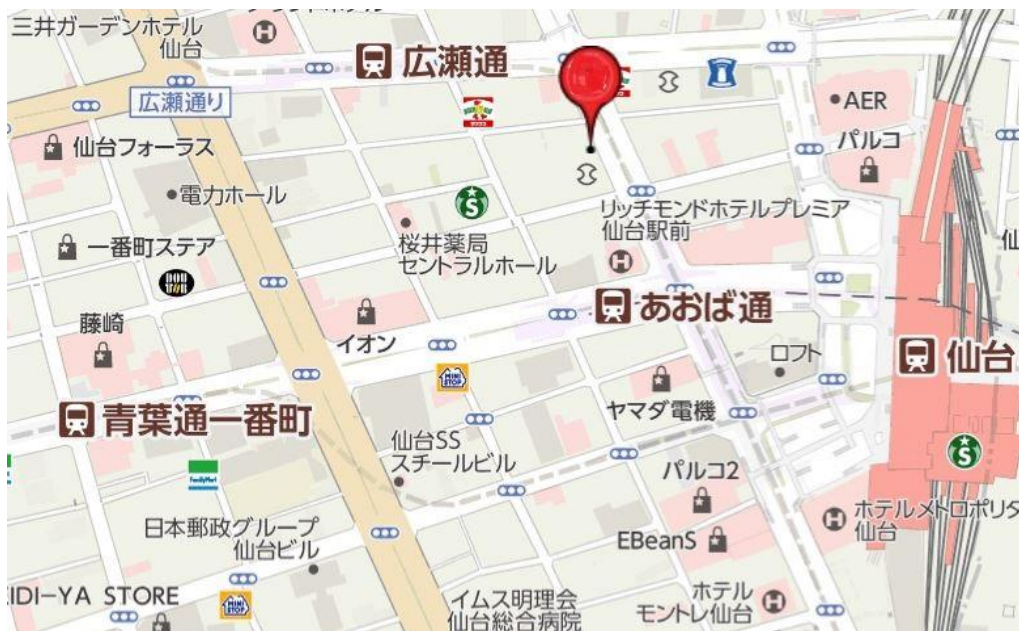 三井ガーデンホテル
仙台
広瀬通
広瀬通り
AER
パルコ
仙台フォーラス
電力ホール
リッチモンドホテルプレミア
仙台駅前
桜井薬局
セントラルホール
一番町ステア
DOU
TOR
あおば通
藤崎
イオン
ロフト
仙台
MINI
STOP
ヤマダ電機
青葉通一番町
仙台SS
スチールビル
FamilyMart
パルコ2
日本郵政グループ
仙台ビル
EBeanS
ホテルメトロポリタ
仙台
IDI-YA STORE
MINI
STOP
イムス明理会
仙台総合病院
ホテル
モントレ仙台